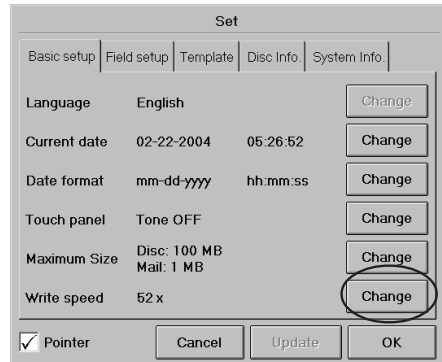 Set
Basic setup Field setup Template Disc Info. System Info.
Language English Change
Current date 02-22-2004 05:26:52 Change
Date format mm-dd-yyyy hh:mm:ss Change
Touch panel Tone OFF Change
Maximum Size Disc: 100 MB
Mail: 1 MB Change
Write speed 52 x Change
Pointer Cancel Update OK